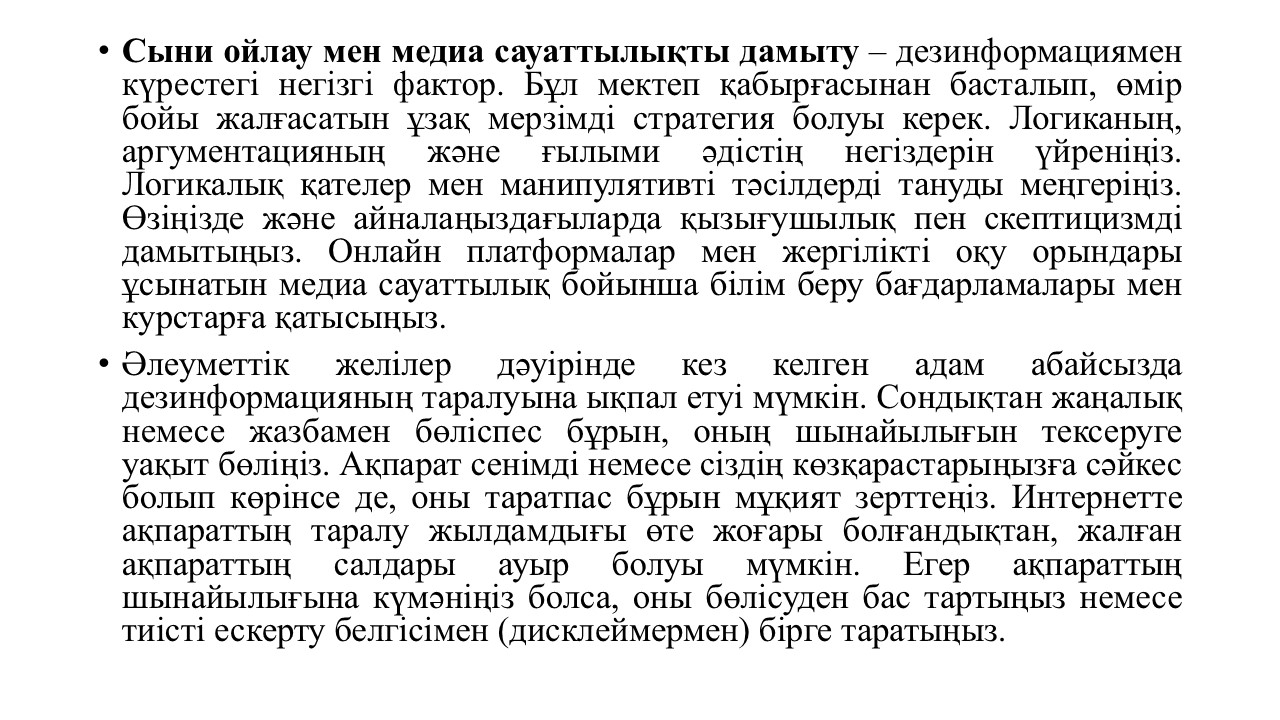 • Сыни ойлау мен медиа сауаттылықты дамыту – дезинформациямен
күрестегі негізгі фактор. Бұл мектеп қабырғасынан басталып, өмір
бойы жалғасатын ұзақ мерзімді стратегия болуы керек. Логиканың,
аргументацияның және ғылыми әдістің негіздерін үйреніңіз.
Логикалық қателер мен манипулятивті тәсілдерді тануды меңгеріңіз.
Өзіңізде және айналаңыздағыларда қызығушылық пен скептицизмді
дамытыңыз. Онлайн платформалар мен жергілікті оқу орындары
ұсынатын медиа сауаттылық бойынша білім беру бағдарламалары мен
курстарға қатысыңыз.
• Әлеуметтік желілер дәуірінде кез келген адам абайсызда
дезинформацияның таралуына ықпал етуі мүмкін. Сондықтан жаңалық
немесе жазбамен бөліспес бұрын, оның шынайылығын тексеруге
уақыт бөліңіз. Ақпарат сенімді немесе сіздің көзқарастарыңызға сәйкес
болып көрінсе де, оны таратпас бұрын мұқият зерттеңіз. Интернетте
ақпараттың таралу жылдамдығы өте жоғары болғандықтан, жалған
ақпараттың салдары ауыр болуы мүмкін. Егер ақпараттың
шынайылығына күмәніңіз болса, оны бөлісуден бас тартыңыз немесе
тиісті ескерту белгісімен (дисклеймермен) бірге таратыңыз.